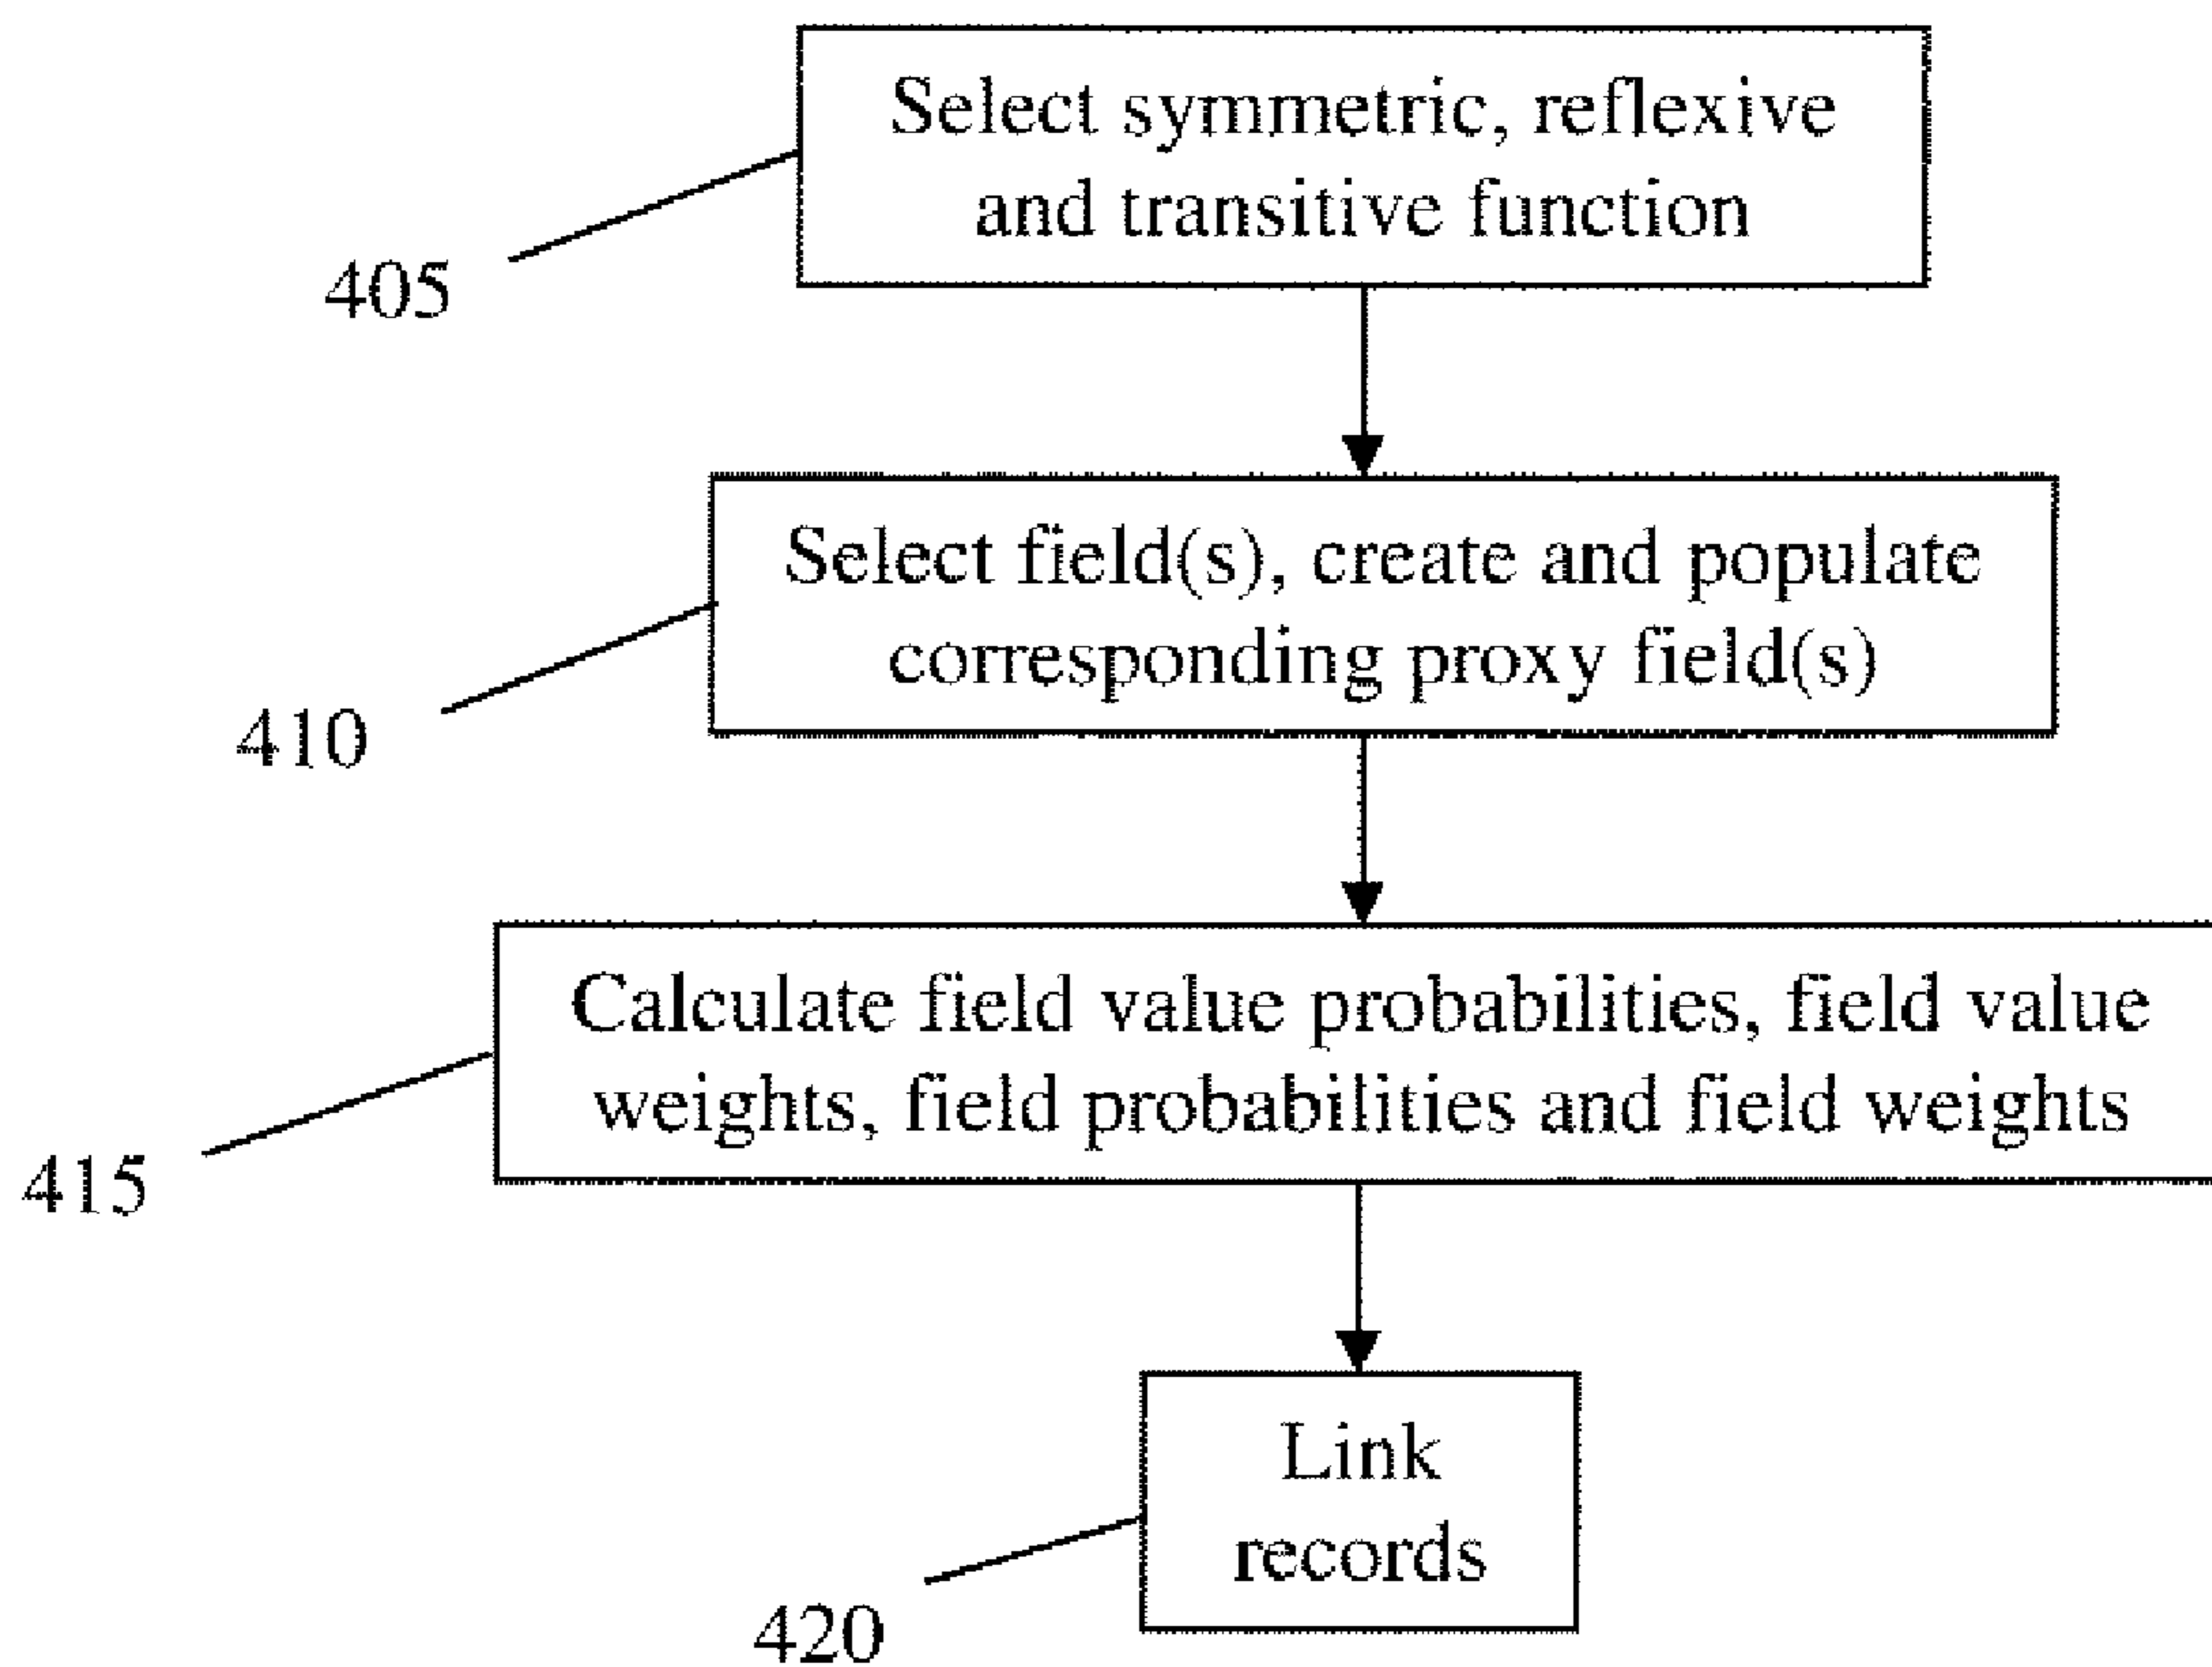 Select symmetric, reflexive
and transitive function
405
Select field(s), create and populate
corresponding proxy field(s)
410
Calculate field value probabilities, field value
weights, field probabilities and field weights
415
Link
records
420